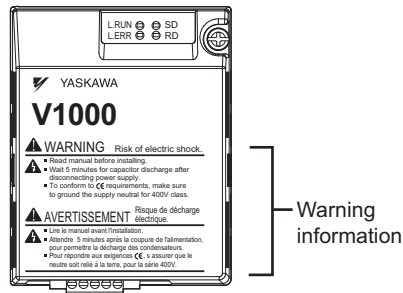 L.RUN SD
L.ERR RD
YASKAWA
V1000
WARNING Risk of electric shock.
Read manual before installing.
Wait 5 minutes for capacitor discharge after
disconnecting power supply.
To conform to CE requirements, make sure
to ground the supply neutral for 400V class.
AVERTISSEMENT Risque de décharge
électrique.
Lire le manuel avant l'installation.
Attendre 5 minutes après la coupure de l'alimentation,
pour permettre la décharge des condensateurs.
Pour répondre aux exigences CE, s assurer que le
neutre soit relié à la terre, pour la série 400V.
Warning
information